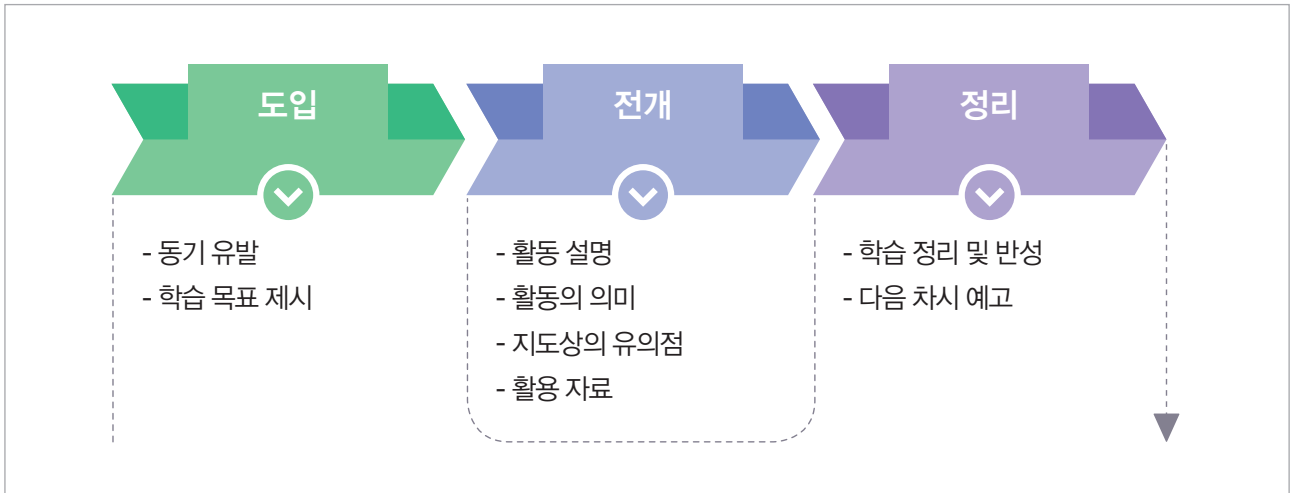 도입
- 동기 유발
- 학습 목표 제시
전개
- 활동 설명
- 활동의 의미
- 지도상의 유의점
- 활용 자료
정리
- 학습 정리 및 반성
- 다음 차시 예고